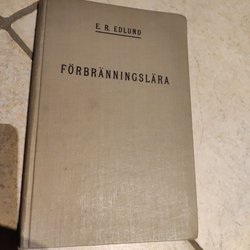 E. R. EDLUND
FÖRBRÄNNINGSLÄRA